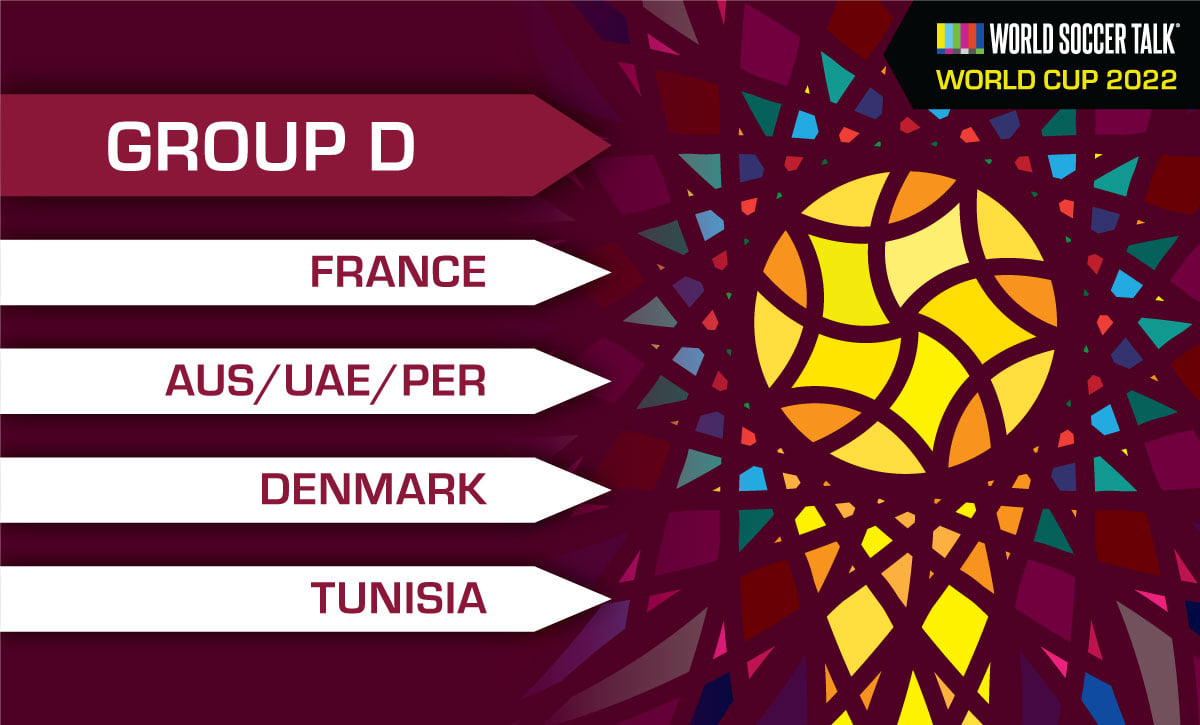 WORLD SOCCER TALK®
WORLD CUP 2022
GROUP D
FRANCE
AUS/UAE/PER
DENMARK
TUNISIA